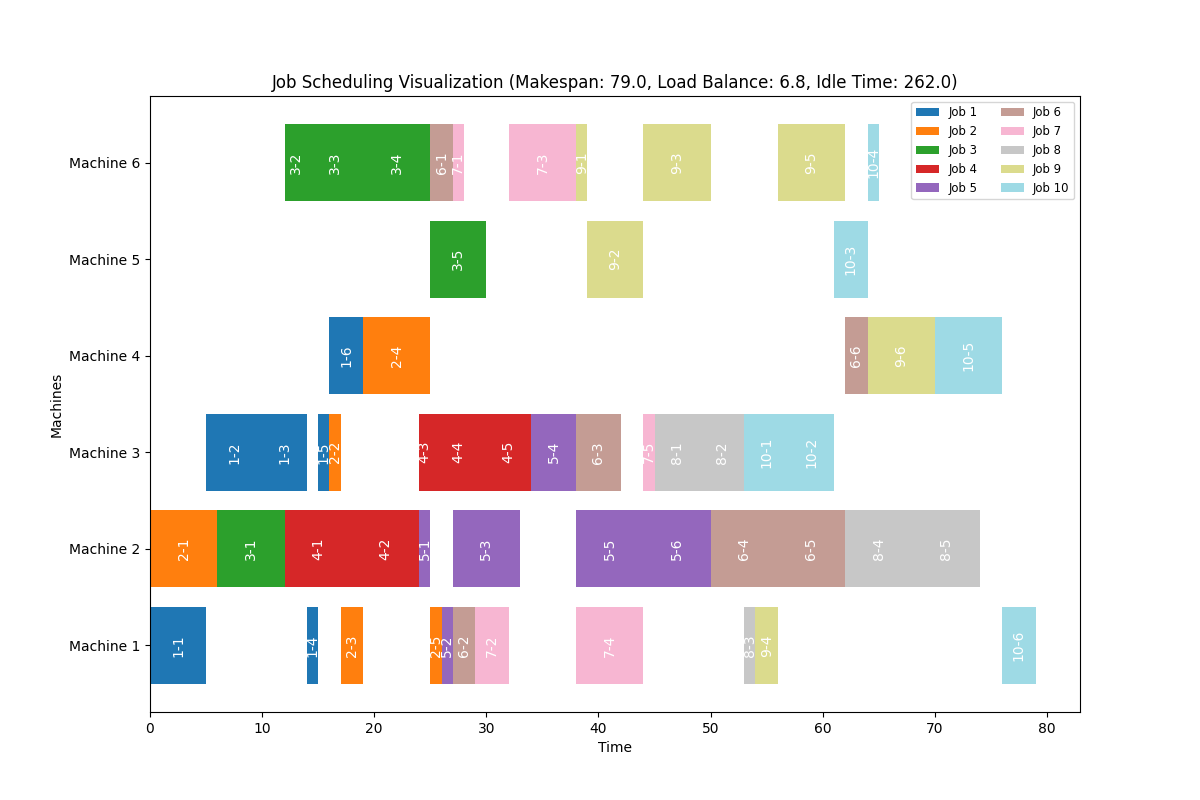 Job Scheduling Visualization (Makespan: 79.0, Load Balance: 6.8, Idle Time: 262.0)
Job 1 Job 6
Job 2 Job 7
Job 3 Job 8
Job 4 Job 9
Job 5 Job 10
Machine 6 3-2 3-3 3-4 6-1 7-1 7-3 9-1 9-3 9-5 10-4
Machine 5 3-5 9-2 10-3
Machine 4 1-6 2-4 6-6 9-6 10-5
Machine 3 1-2 1-3 1-5 2-2 4-3 4-4 4-5 5-4 6-3 7-5 8-1 8-2 10-1 10-2
Machine 2 2-1 3-1 4-1 4-2 5-1 5-3 5-5 5-6 6-4 6-5 8-4 8-5
Machine 1 1-1 1-4 2-3 2-5 5-2 6-2 7-2 7-4 8-3 9-4 10-6
Machines
0 10 20 30 40 50 60 70 80
Time